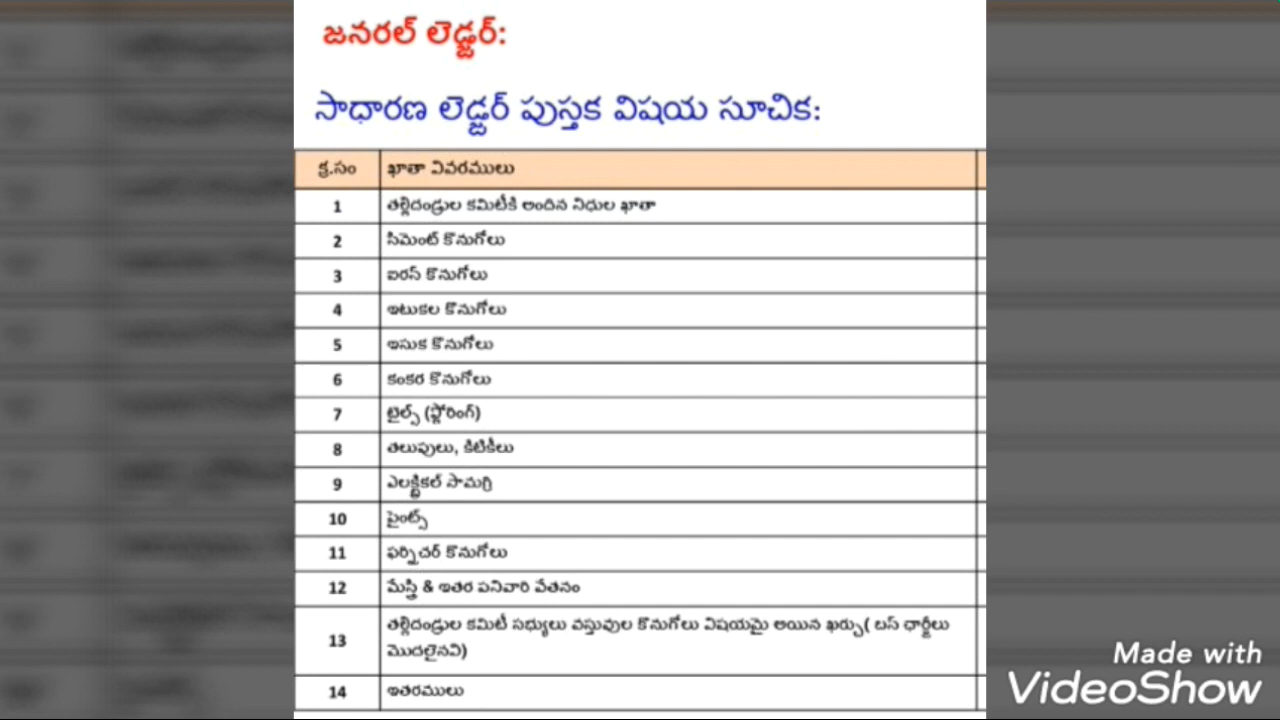 జనరల్ లెడ్జర్:
సాధారణ లెడ్జర్ పుస్తక విషయ సూచిక:
క్ర.సం ఖాతా వివరములు
1 తల్లిదండ్రుల కమిటీకి అందిన నిధుల ఖాతా
2 సిమెంట్ కొనుగోలు
3 ఐరన్ కొనుగోలు
4 ఇటుకల కొనుగోలు
5 ఇసుక కొనుగోలు
6 కంకర కొనుగోలు
7 టైల్స్ (ఫ్లోరింగ్)
8 తలుపులు, కిటికీలు
9 ఎలక్ట్రికల్ సామగ్రి
10 పైంట్స్
11 ఫర్నిచర్ కొనుగోలు
12 మేస్త్రి & ఇతర పనివారి వేతనం
13 తల్లిదండ్రుల కమిటీ సభ్యులు వస్తువుల కొనుగోలు విషయమై అయిన ఖర్చు( బస్ ఛార్జీలు
మొదలైనవి)
14 ఇతరములు
Made with
VideoShow